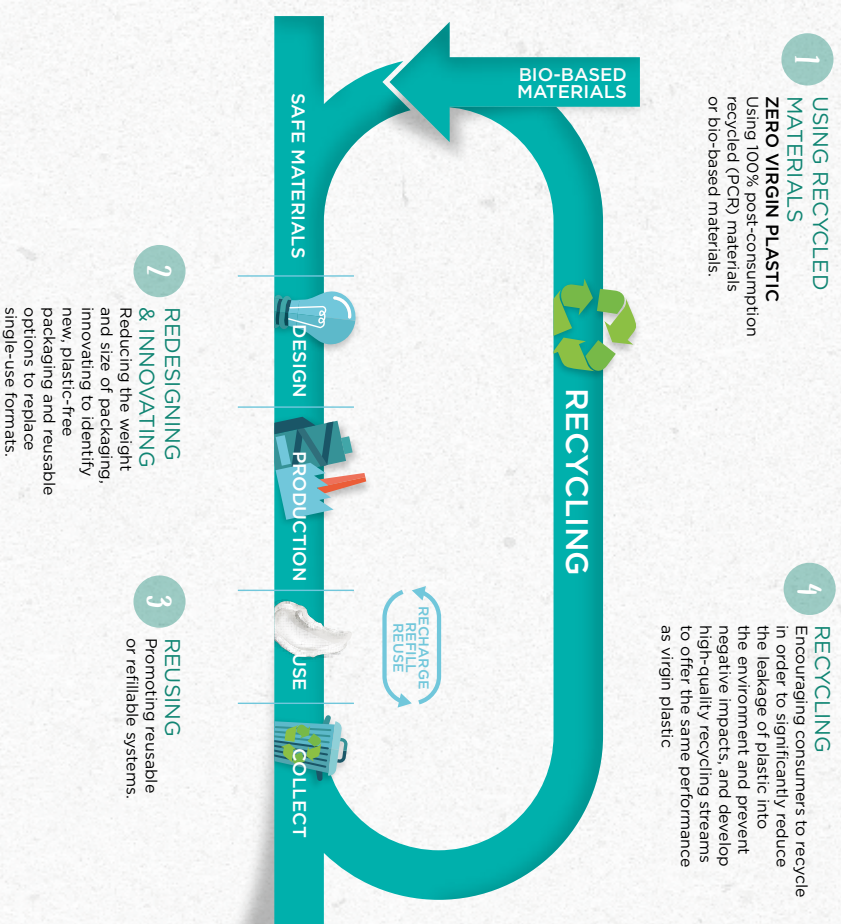 1
USING RECYCLED
MATERIALS
ZERO VIRGIN PLASTIC
Using 100% post-consumption
recycled (PCR) materials
or bio-based materials.
4
RECYCLING
Encouraging consumers to recycle
in order to significantly reduce
the leakage of plastic into
the environment and prevent
negative impacts, and develop
high-quality recycling streams
to offer the same performance
as virgin plastic
BIO-BASED
MATERIALS
RECYCLING
RECHARGE
REFILL
REUSE
SAFE MATERIALS
DESIGN
PRODUCTION
USE
COLLECT
2
REDESIGNING
& INNOVATING
Reducing the weight
and size of packaging,
innovating to identify
new, plastic-free
packaging and reusable
options to replace
single-use formats.
3
REUSING
Promoting reusable
or refillable systems.